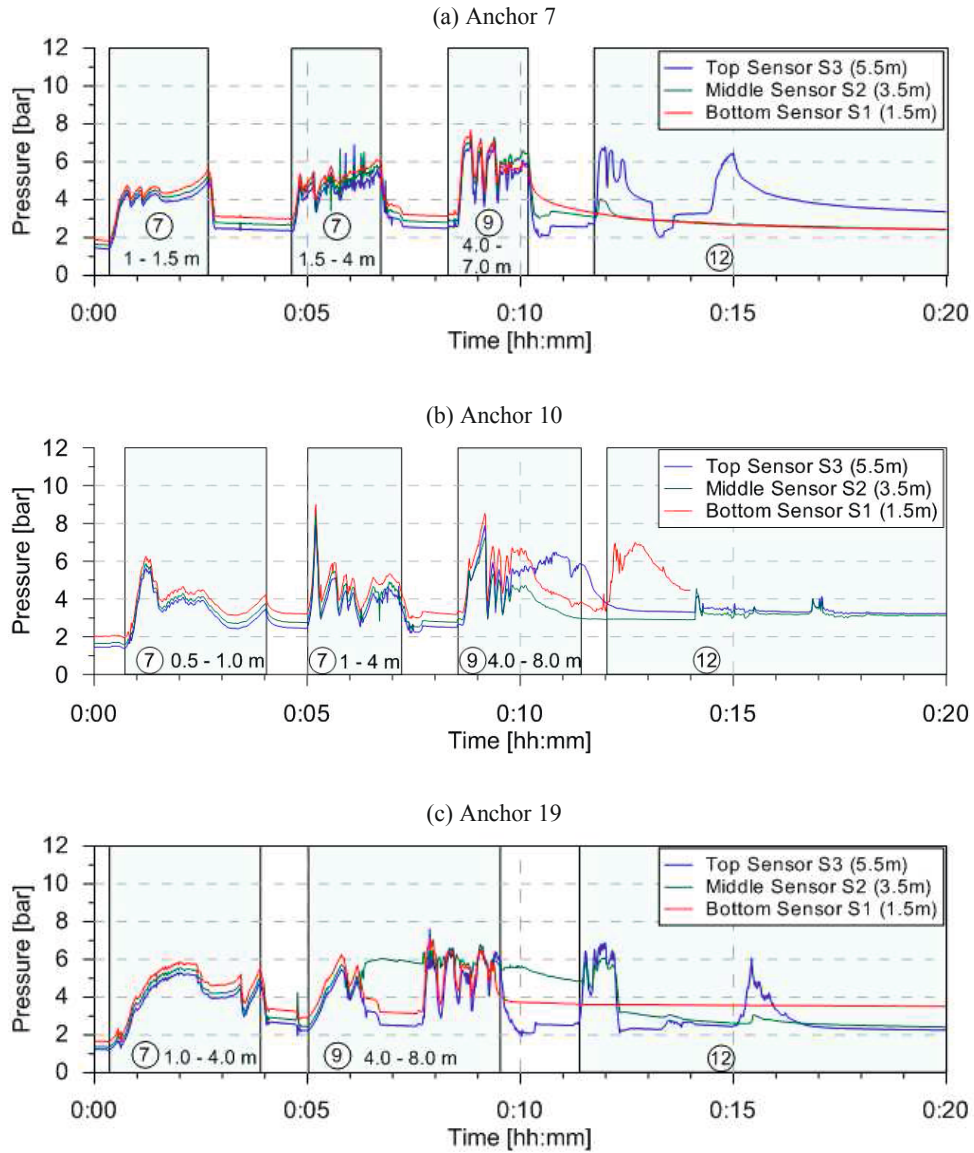 (a) Anchor 7
12
10
8
6
4
2
0
Pressure [bar]
Top Sensor S3 (5.5m)
Middle Sensor S2 (3.5m)
Bottom Sensor S1 (1.5m)
7
1 - 1.5 m
7
1.5 - 4 m
9
4.0 -
7.0 m
12
0:00 0:05 0:10 0:15 0:20
Time [hh:mm]
(b) Anchor 10
12
10
8
6
4
2
0
Pressure [bar]
Top Sensor S3 (5.5m)
Middle Sensor S2 (3.5m)
Bottom Sensor S1 (1.5m)
7 0.5 - 1.0 m
7 1 - 4 m
9 4.0 - 8.0 m
12
0:00 0:05 0:10 0:15 0:20
Time [hh:mm]
(c) Anchor 19
12
10
8
6
4
2
0
Pressure [bar]
Top Sensor S3 (5.5m)
Middle Sensor S2 (3.5m)
Bottom Sensor S1 (1.5m)
7 1.0 - 4.0 m
9 4.0 - 8.0 m
12
0:00 0:05 0:10 0:15 0:20
Time [hh:mm]